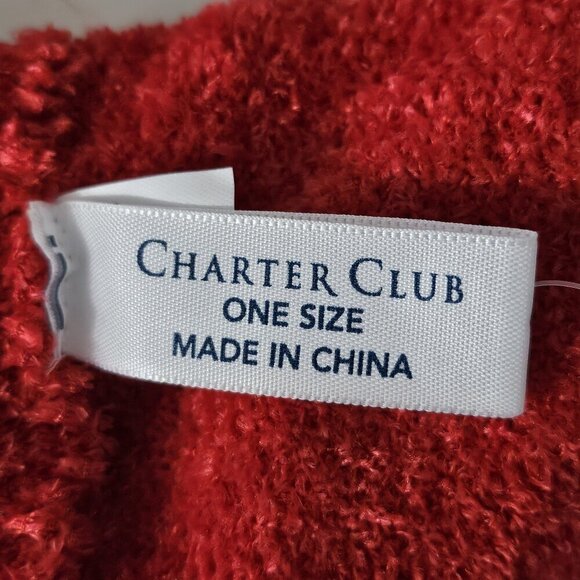 CHARTER CLUB
ONE SIZE
MADE IN CHINA